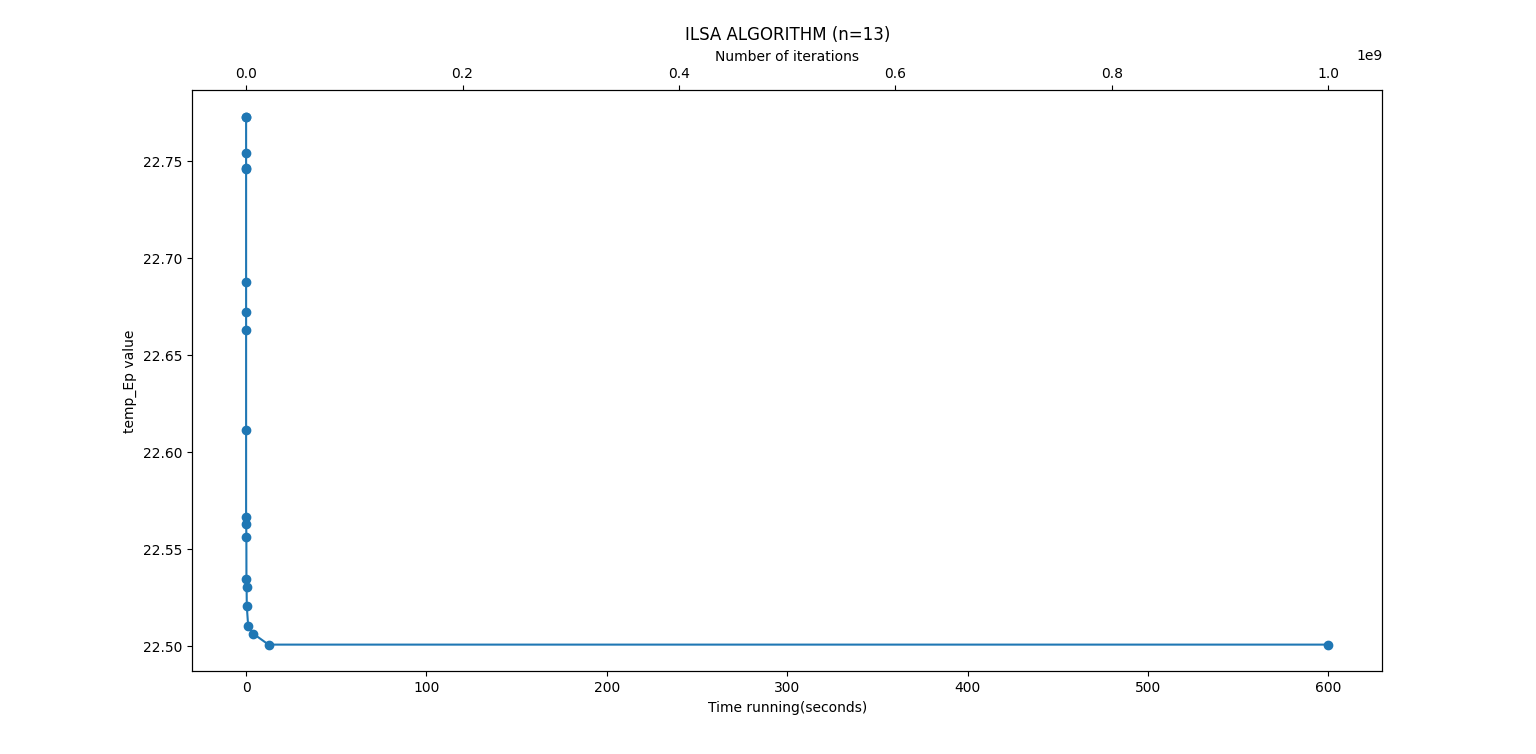 ILSA ALGORITHM (n=13)
Number of iterations
1e9
0.0 0.2 0.4 0.6 0.8 1.0
temp_Ep value
22.75
22.70
22.65
22.60
22.55
22.50
0 100 200 300 400 500 600
Time running(seconds)